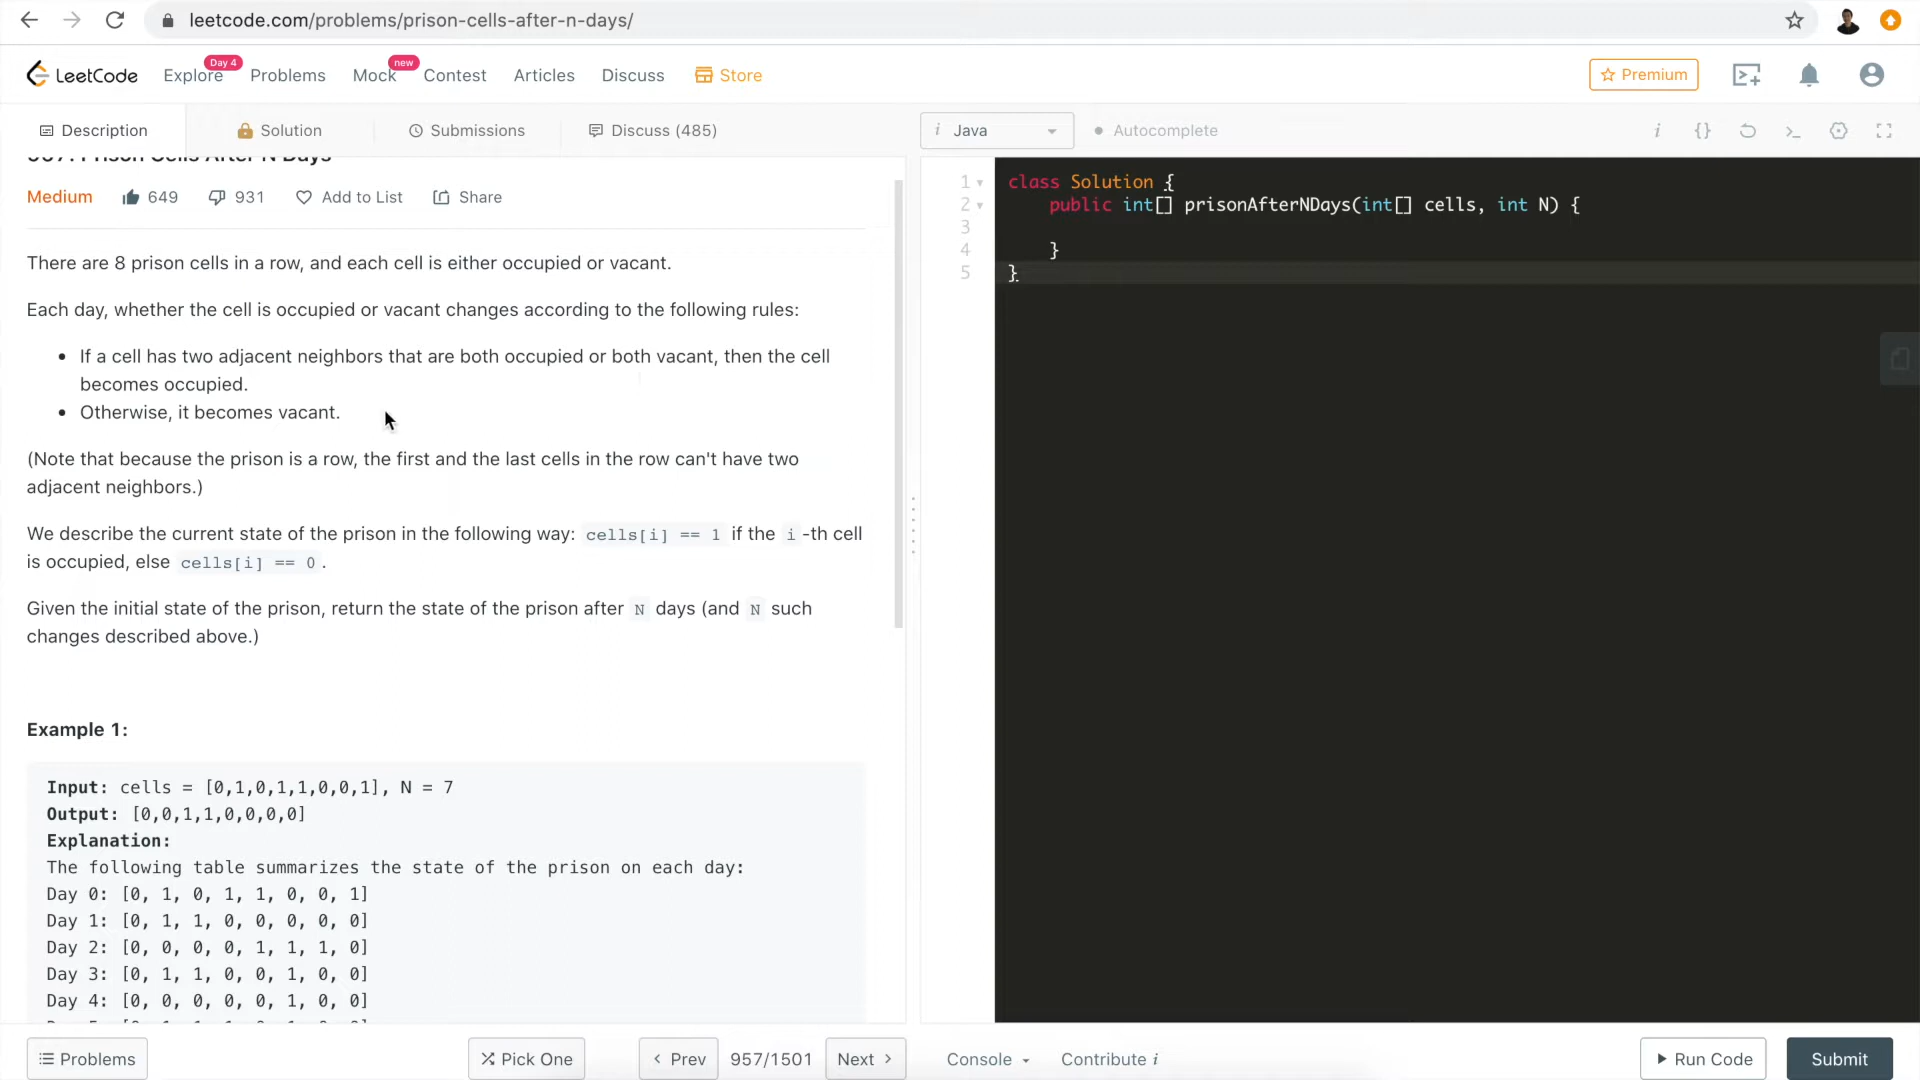 leetcode.com/problems/prison-cells-after-n-days/
LeetCode Explore Day 4 Problems Mock new Contest Articles Discuss Store Premium
Description Solution Submissions Discuss (485) i Java Autocomplete
957. Prison Cells After N Days
Medium 649 931 Add to List Share
There are 8 prison cells in a row, and each cell is either occupied or vacant.
Each day, whether the cell is occupied or vacant changes according to the following rules:
• If a cell has two adjacent neighbors that are both occupied or both vacant, then the cell
becomes occupied.
• Otherwise, it becomes vacant.
(Note that because the prison is a row, the first and the last cells in the row can't have two
adjacent neighbors.)
We describe the current state of the prison in the following way: cells[i] == 1 if the i -th cell
is occupied, else cells[i] == 0 .
Given the initial state of the prison, return the state of the prison after N days (and N such
changes described above.)
Example 1:
Input: cells = [0,1,0,1,1,0,0,1], N = 7
Output: [0,0,1,1,0,0,0,0]
Explanation:
The following table summarizes the state of the prison on each day:
Day 0: [0, 1, 0, 1, 1, 0, 0, 1]
Day 1: [0, 1, 1, 0, 0, 0, 0, 0]
Day 2: [0, 0, 0, 0, 1, 1, 1, 0]
Day 3: [0, 1, 1, 0, 0, 1, 0, 0]
Day 4: [0, 0, 0, 0, 0, 1, 0, 0]
1 class Solution {
2 public int[] prisonAfterNDays(int[] cells, int N) {
3
4 }
5 }
Problems Pick One < Prev 957/1501 Next > Console Contribute i Run Code Submit